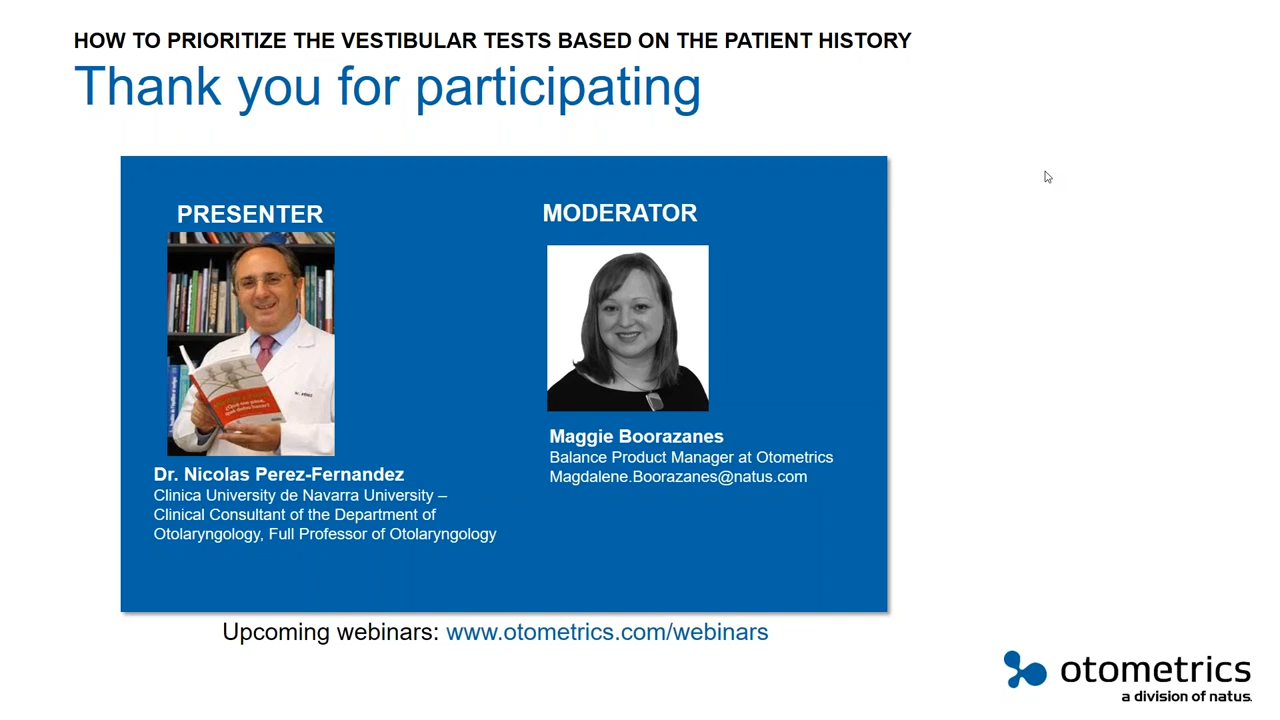 HOW TO PRIORITIZE THE VESTIBULAR TESTS BASED ON THE PATIENT HISTORY
Thank you for participating
PRESENTER
Dr. Nicolas Perez-Fernandez
Clinica University de Navarra University –
Clinical Consultant of the Department of
Otolaryngology, Full Professor of Otolaryngology
MODERATOR
Maggie Boorazanes
Balance Product Manager at Otometrics
Magdalene.Boorazanes@natus.com
Upcoming webinars: www.otometrics.com/webinars
otometrics
a division of natus.